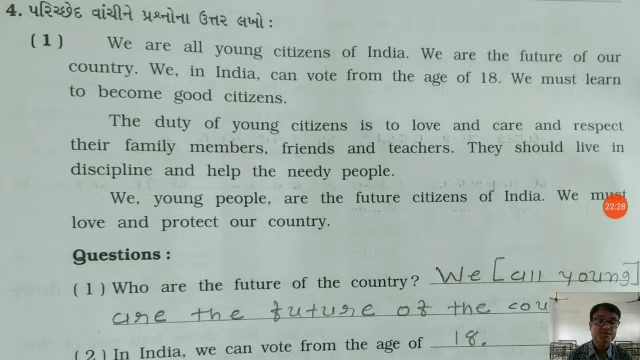 4. પરિચ્છેદ વાંચીને પ્રશ્નોના ઉત્તર લખો :
(1) We are all young citizens of India. We are the future of our
country. We, in India, can vote from the age of 18. We must learn
to become good citizens.
The duty of young citizens is to love and care and respect
their family members, friends and teachers. They should live in
discipline and help the needy people.
We, young people, are the future citizens of India. We must
love and protect our country.
22:28
Questions :
(1) Who are the future of the country? We [all young]
are the future of the cou
(2) In India, we can vote from the age of 18.